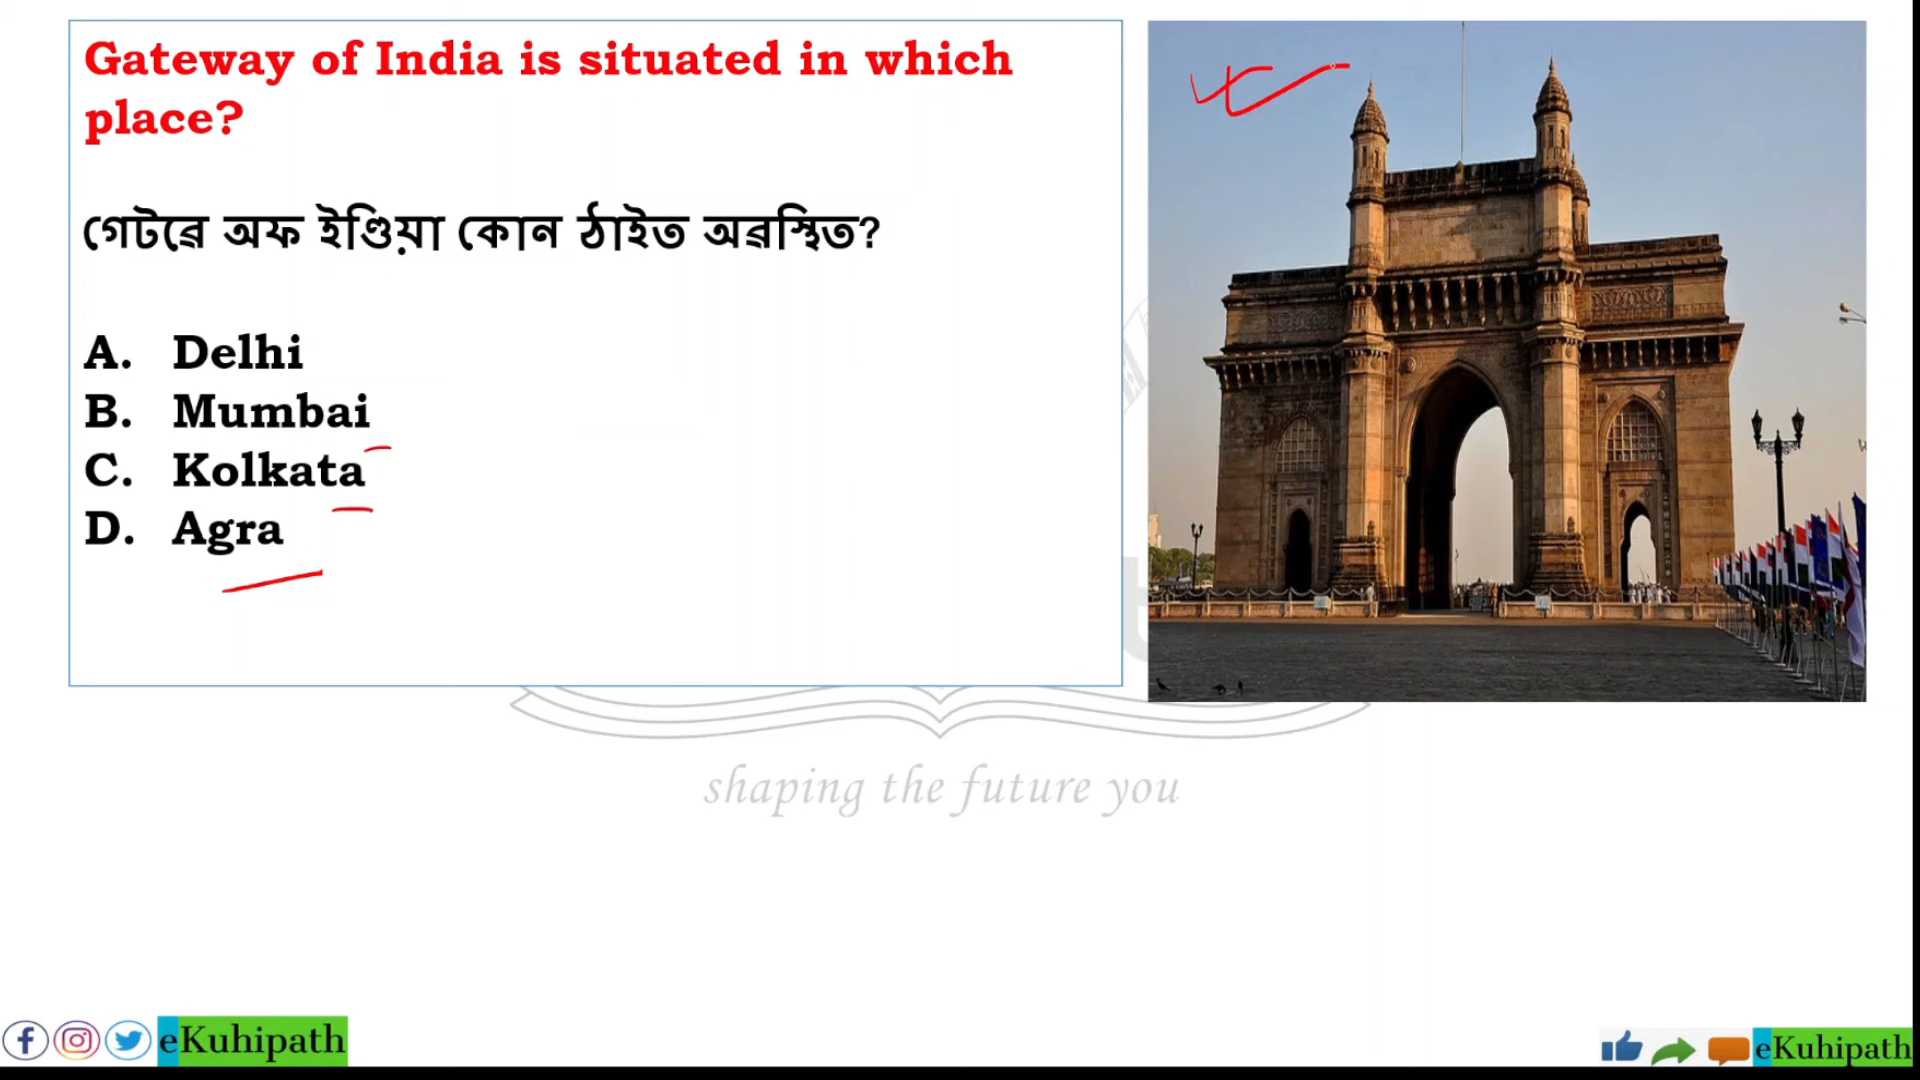 Gateway of India is situated in which
place?
গেটৱে অফ ইণ্ডিয়া কোন ঠাইত অৱস্থিত?
A. Delhi
B. Mumbai
C. Kolkata
D. Agra
shaping the future you
eKuhipath
eKuhipath